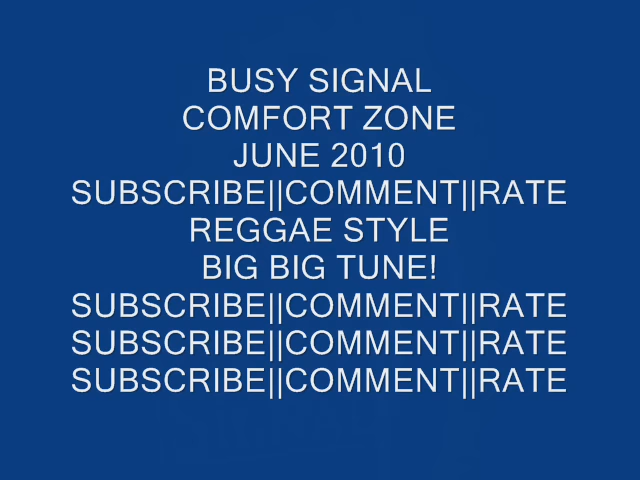 BUSY SIGNAL
COMFORT ZONE
JUNE 2010
SUBSCRIBE||COMMENT||RATE
REGGAE STYLE
BIG BIG TUNE!
SUBSCRIBE||COMMENT||RATE
SUBSCRIBE||COMMENT||RATE
SUBSCRIBE||COMMENT||RATE